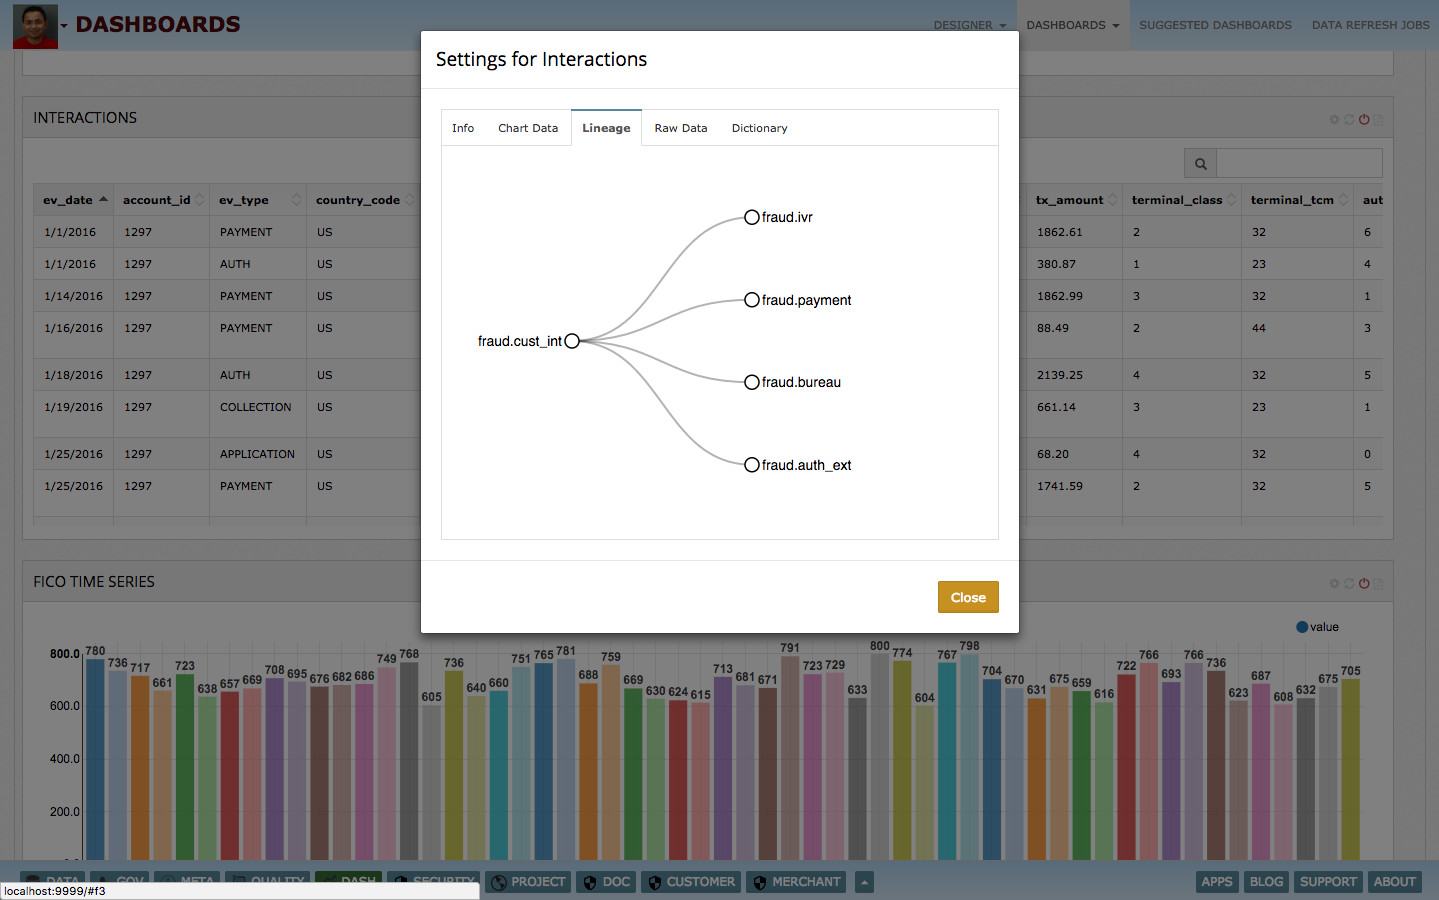 DASHBOARDS
DESIGNER DASHBOARDS SUGGESTED DASHBOARDS DATA REFRESH JOBS
Settings for Interactions
Info Chart Data Lineage Raw Data Dictionary
fraud.cust_int
fraud.ivr
fraud.payment
fraud.bureau
fraud.auth_ext
Close
INTERACTIONS
ev_date account_id ev_type country_code tx_amount terminal_class terminal_tcm aut
1/1/2016 1297 PAYMENT US 1862.61 2 32 6
1/1/2016 1297 AUTH US 380.87 1 23 4
1/14/2016 1297 PAYMENT US 1862.99 3 32 1
1/16/2016 1297 PAYMENT US 88.49 2 44 3
1/18/2016 1297 AUTH US 2139.25 4 32 5
1/19/2016 1297 COLLECTION US 661.14 3 23 1
1/25/2016 1297 APPLICATION US 68.20 4 32 0
1/25/2016 1297 PAYMENT US 1741.59 2 32 5
FICO TIME SERIES
value
800.0
600.0
400.0
200.0
780 736 717 661 723 638 657 669 708 695 676 682 686 749 768 605 736 640 660 751 765 781 688 759 669 630 624 615 713 681 671 791 723 729 633 800 774 604 767 798 704 670 631 675 659 616 722 766 693 766 736 623 687 608 632 675 705
DATA GOV META QUALITY DASH SECURITY PROJECT DOC CUSTOMER MERCHANT APPS BLOG SUPPORT ABOUT
localhost:9999/#f3